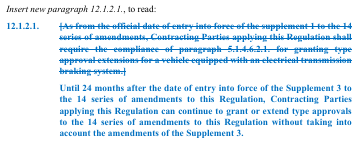 Insert new paragraph 12.1.2.1., to read:
12.1.2.1. [As from the official date of entry into force of the supplement 1 to the 14
series of amendments, Contracting Parties applying this Regulation shall
require the compliance of paragraph 5.1.4.6.2.1. for granting type
approval extensions for a vehicle equipped with an electrical transmission
braking system.]
Until 24 months after the date of entry into force of the Supplement 3 to
the 14 series of amendments to this Regulation, Contracting Parties
applying this Regulation can continue to grant or extend type approvals
to the 14 series of amendments to this Regulation without taking into
account the amendments of the Supplement 3.